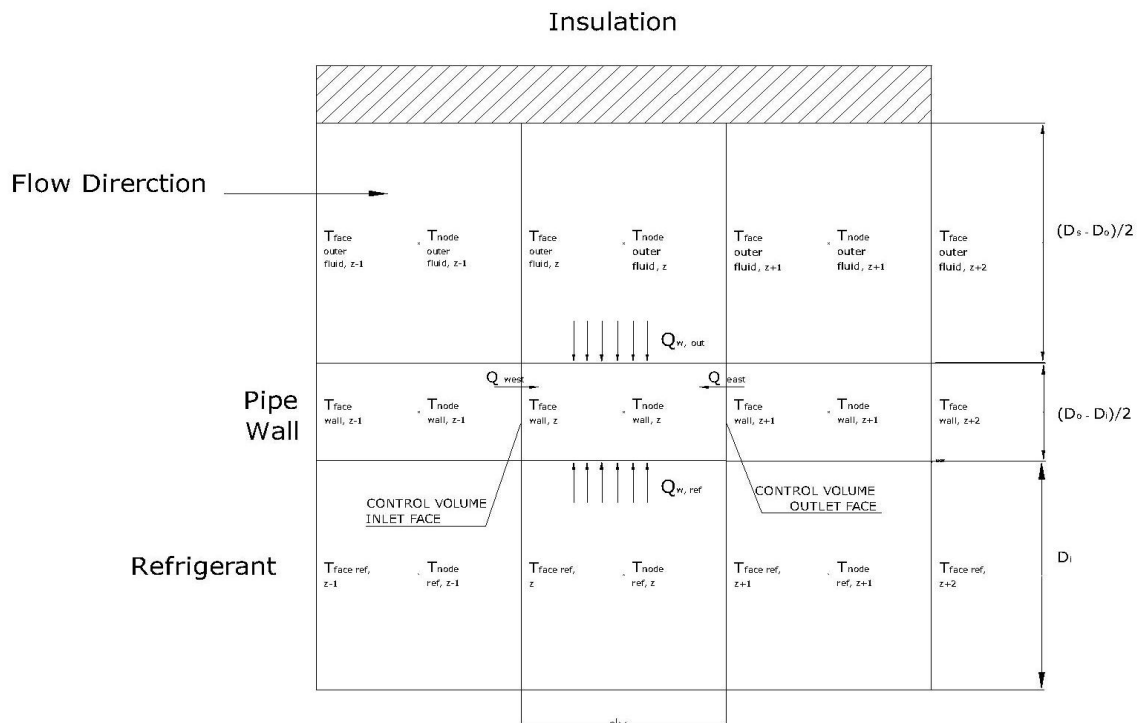 Insulation
Flow Direrction
Tface
outer
fluid, z-1
Tnode
outer
fluid, z-1
Tface
outer
fluid, z
Tnode
outer
fluid, z
Tface
outer
fluid, z+1
Tnode
outer
fluid, z+1
Tface
outer
fluid, z+2
(Ds - Do)/2
Qw, out
Q west
Q east
Pipe
Wall
Tface
wall, z-1
Tnode
wall, z-1
Tface
wall, z
Tnode
wall, z
Tface
wall, z+1
Tnode
wall, z+1
Tface
wall, z+2
(Do - Di)/2
Qw, ref
CONTROL VOLUME
INLET FACE
CONTROL VOLUME
OUTLET FACE
Refrigerant
Tface ref,
z-1
Tnode
ref, z-1
Tface ref,
z
Tnode
ref, z
Tface ref,
z+1
Tnode
ref, z+1
Tface ref,
z+2
Di